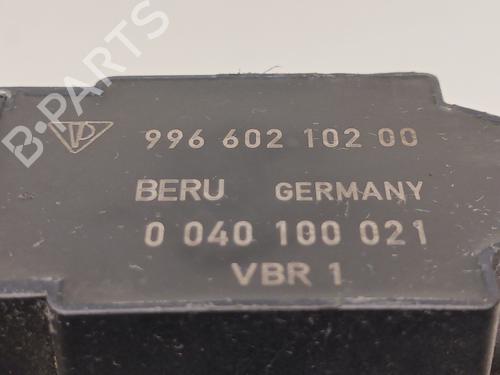 B-PARTS
996 602 102 00
BERU GERMANY
0 040 100 021
VBR 1